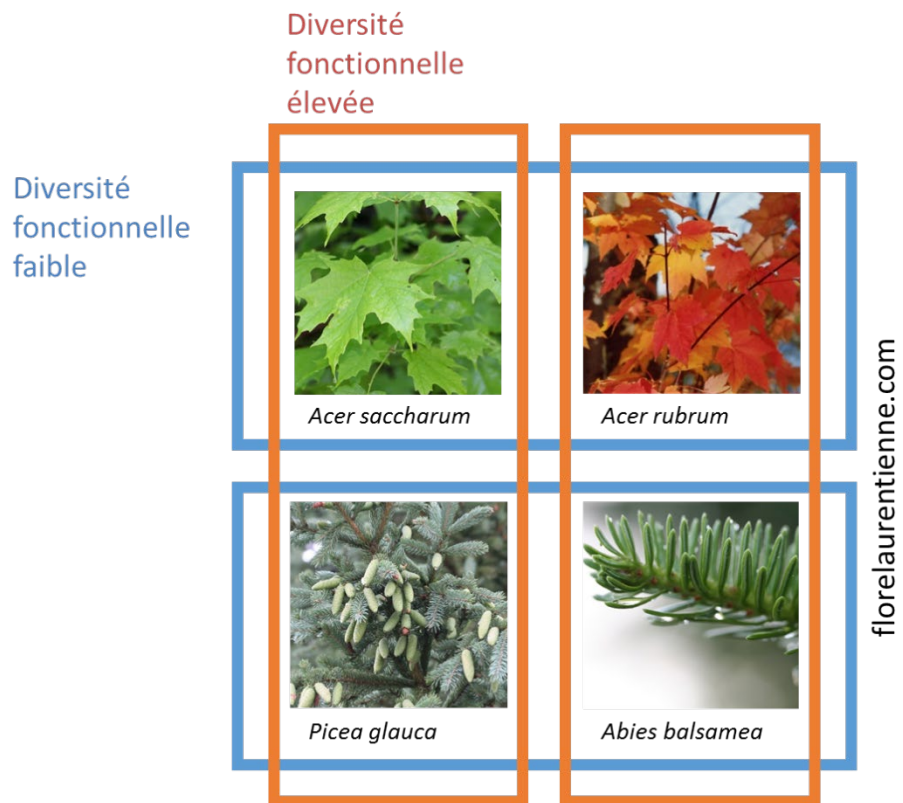 Diversité
fonctionnelle
élevée
Diversité
fonctionnelle
faible
Acer saccharum
Acer rubrum
florelaurentienne.com
Picea glauca
Abies balsamea